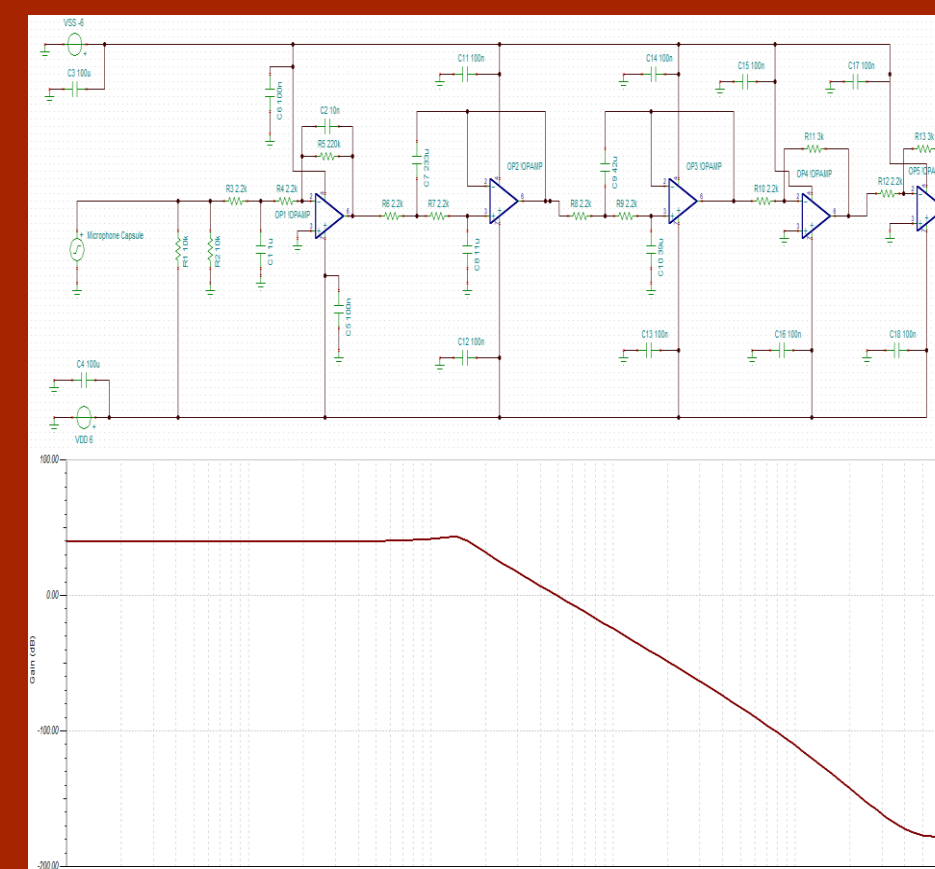 VSS -6
C3 100u
C6 100n
C11 100n
C14 100n
C15 100n
C17 100n
C2 10n
R5 220k
R3 2.2k
R4 2.2k
OP1 !OPAMP
Microphone Capsule
R1 10k
R2 10k
C1 1u
C5 100n
R6 2.2k
C7 233u
R7 2.2k
C8 11u
OP2 !OPAMP
C12 100n
R8 2.2k
C9 42u
R9 2.2k
C10 39u
OP3 !OPAMP
C13 100n
R10 2.2k
R11 3k
OP4 !OPAMP
C16 100n
R12 2.2k
R13 3k
OP5 !OPA
C18 100n
C4 100u
VDD 6
100.00
0.00
-100.00
-200.00
Gain (dB)